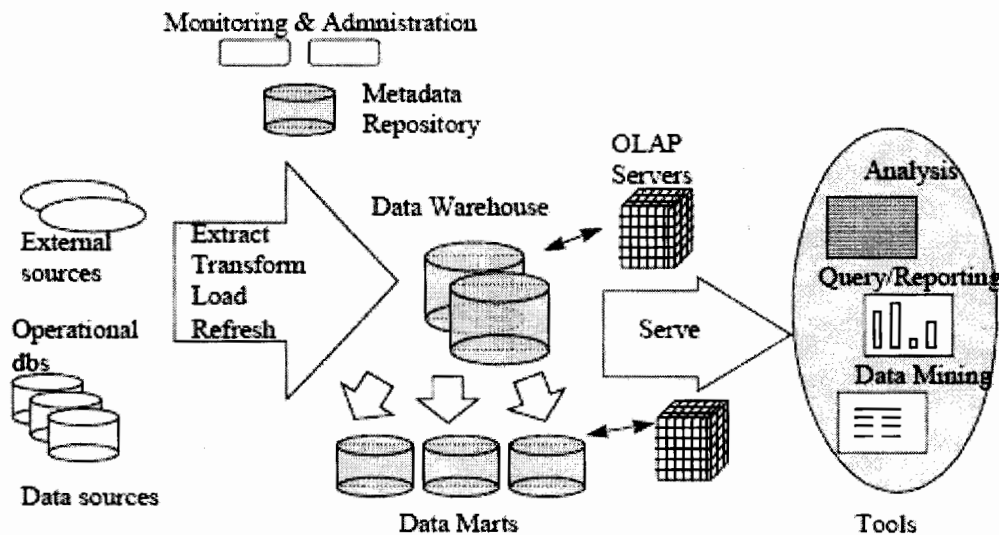 Monitoring & Admnistration
Metadata
Repository
OLAP
Servers
Analysis
Data Warehouse
External
sources
Extract
Transform
Load
Refresh
Query/Reporting
Serve
Operational
dbs
Data Mining
Data sources
Data Marts
Tools